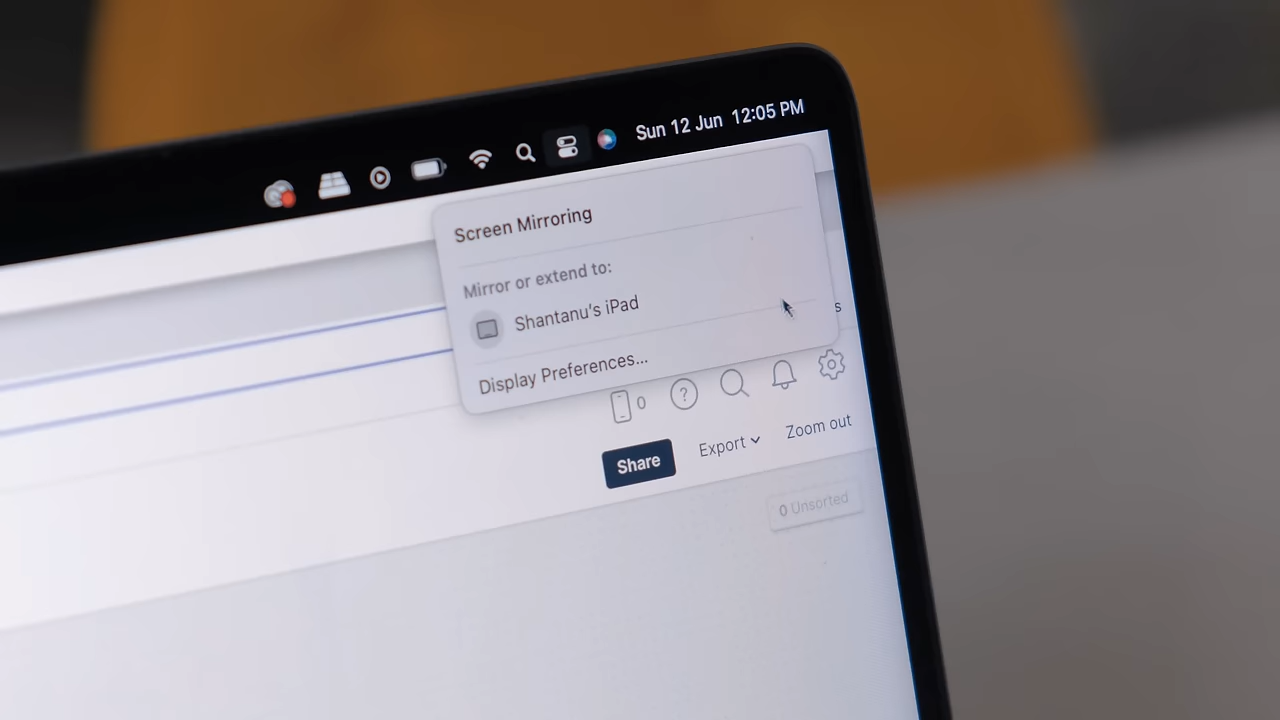 Sun 12 Jun 12:05 PM
Screen Mirroring
Mirror or extend to:
Shantanu's iPad
Display Preferences...
s
0
?
Share
Export
Zoom out
0 Unsorted